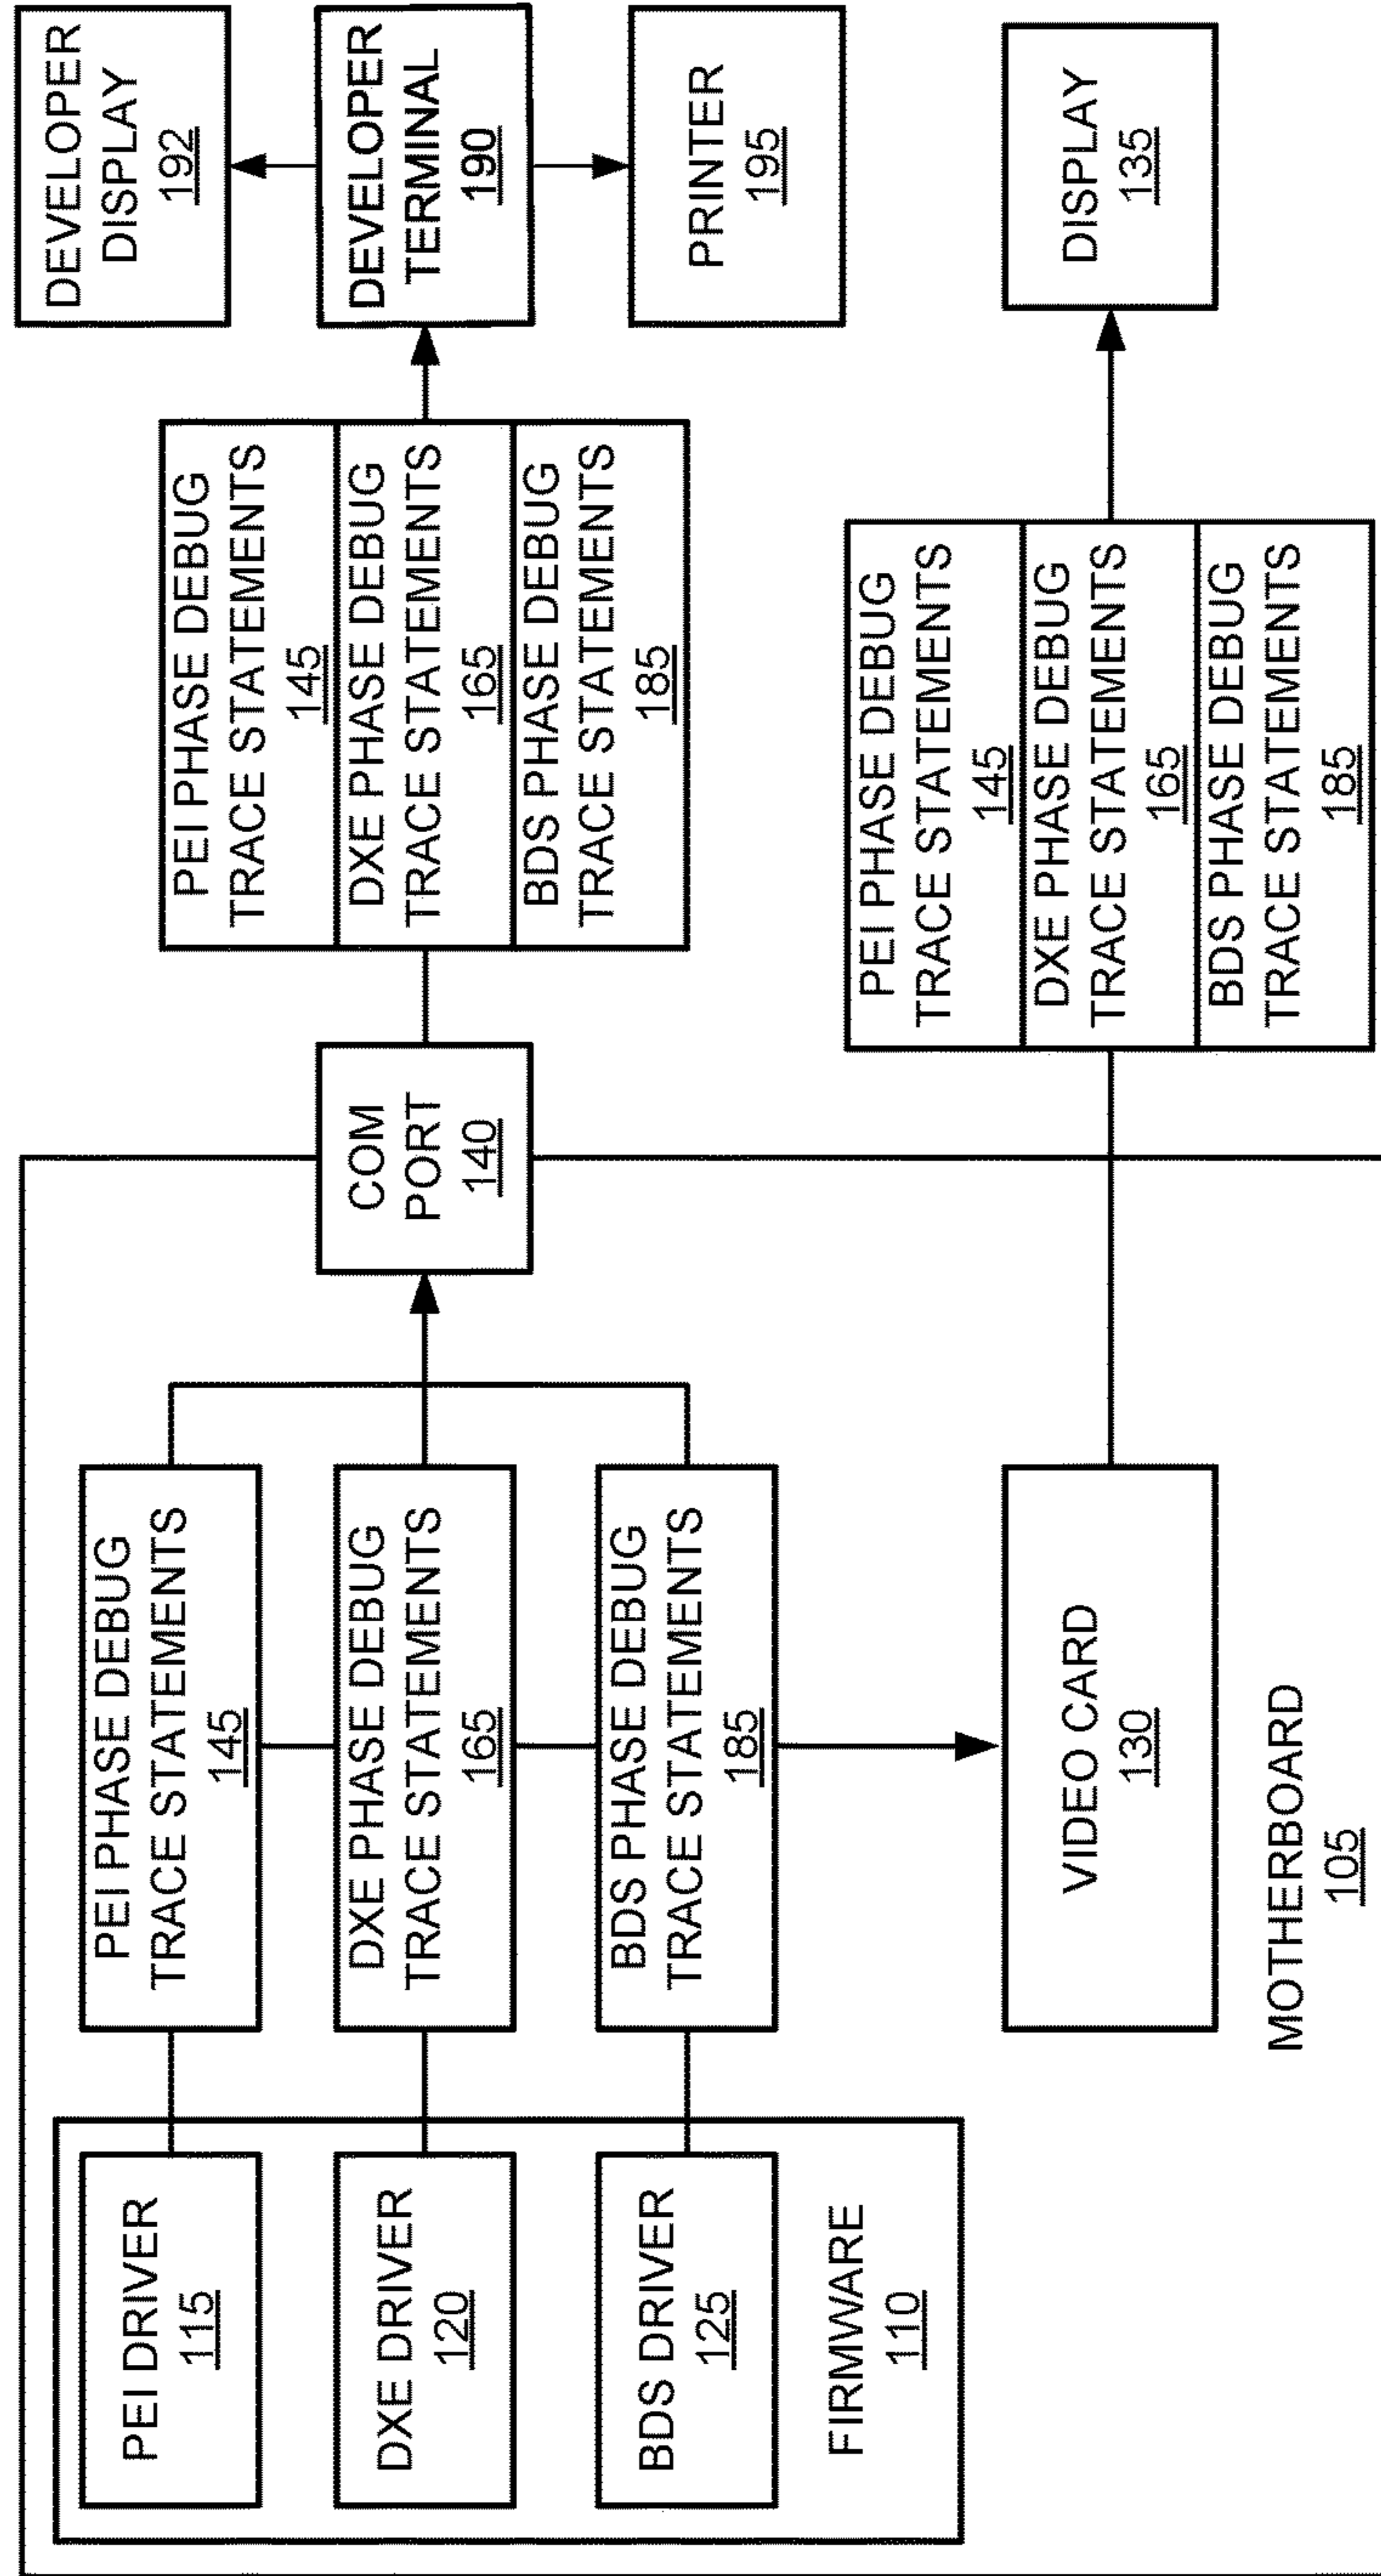 PEI DRIVER
115
DXE DRIVER
120
BDS DRIVER
125
FIRMWARE
110
PEI PHASE DEBUG
TRACE STATEMENTS
145
DXE PHASE DEBUG
TRACE STATEMENTS
165
BDS PHASE DEBUG
TRACE STATEMENTS
185
VIDEO CARD
130
MOTHERBOARD
105
COM
PORT
140
PEI PHASE DEBUG
TRACE STATEMENTS
145
DXE PHASE DEBUG
TRACE STATEMENTS
165
BDS PHASE DEBUG
TRACE STATEMENTS
185
PEI PHASE DEBUG
TRACE STATEMENTS
145
DXE PHASE DEBUG
TRACE STATEMENTS
165
BDS PHASE DEBUG
TRACE STATEMENTS
185
DEVELOPER
DISPLAY
192
DEVELOPER
TERMINAL
190
PRINTER
195
DISPLAY
135